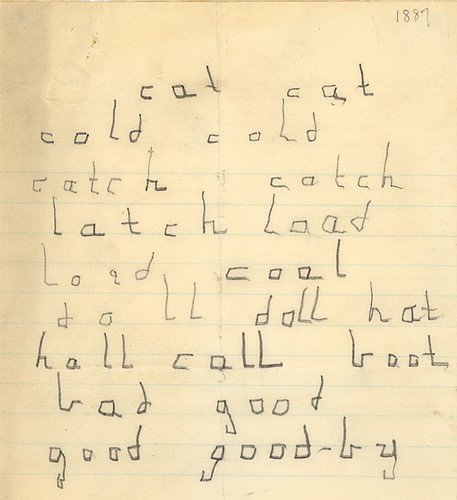 1887
cat cat
cold cold
catch catch
latch load
load coal
doll doll hat
hall call boot
bad good
good good-by